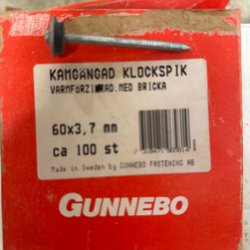 KAMGÄNGAD KLOCKSPIK
VARMFÖRZINKAD, MED BRICKA
60x3,7 mm
ca 100 st
Made in Sweden by GUNNEBO FASTENING AB
GUNNEBO